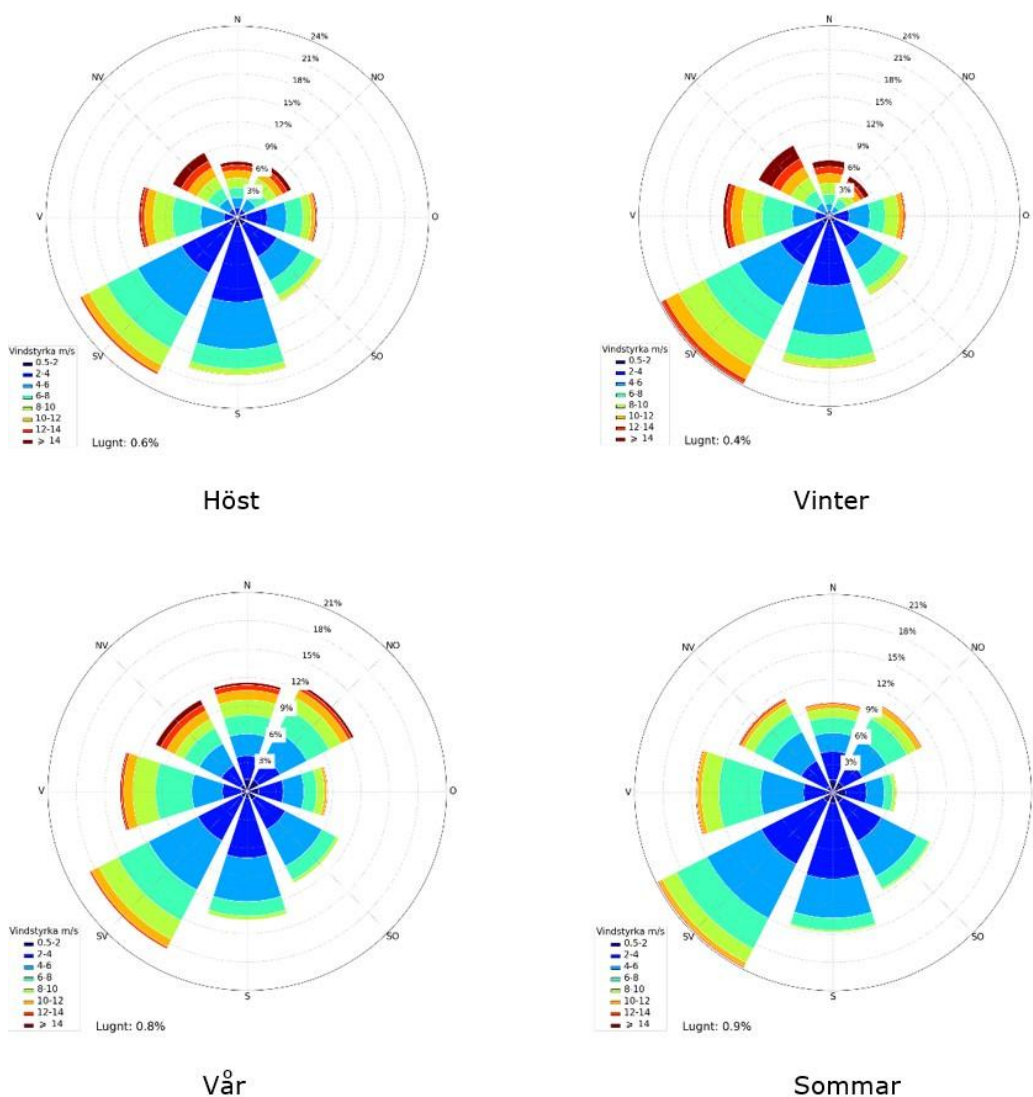 N
NO
O
SO
S
SV
V
NV
24%
21%
18%
15%
12%
9%
6%
3%
Vindstyrka m/s
0.5-2
2-4
4-6
6-8
8-10
10-12
12-14
⩾ 14
Lugnt: 0.6%
Höst
N
NO
O
SO
S
SV
V
NV
24%
21%
18%
15%
12%
9%
6%
3%
Vindstyrka m/s
0.5-2
2-4
4-6
6-8
8-10
10-12
12-14
⩾ 14
Lugnt: 0.4%
Vinter
N
NO
O
SO
S
SV
V
NV
21%
18%
15%
12%
9%
6%
3%
Vindstyrka m/s
0.5-2
2-4
4-6
6-8
8-10
10-12
12-14
⩾ 14
Lugnt: 0.8%
Vår
N
NO
SO
S
SV
V
NV
21%
18%
15%
12%
9%
6%
3%
Vindstyrka m/s
0.5-2
2-4
4-6
6-8
8-10
10-12
12-14
⩾ 14
Lugnt: 0.9%
Sommar